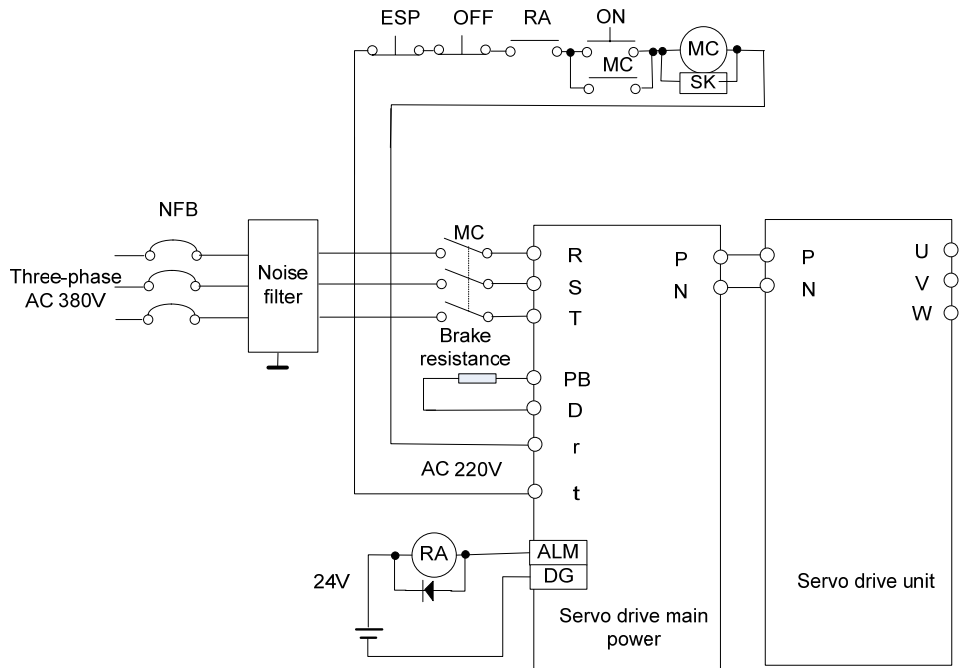 ESP OFF RA ON
MC
MC
SK
NFB
Three-phase
AC 380V
Noise
filter
MC
R
S
T
P
N
P
N
U
V
W
Brake
resistance
PB
D
r
AC 220V
t
24V
RA
ALM
DG
Servo drive main
power
Servo drive unit